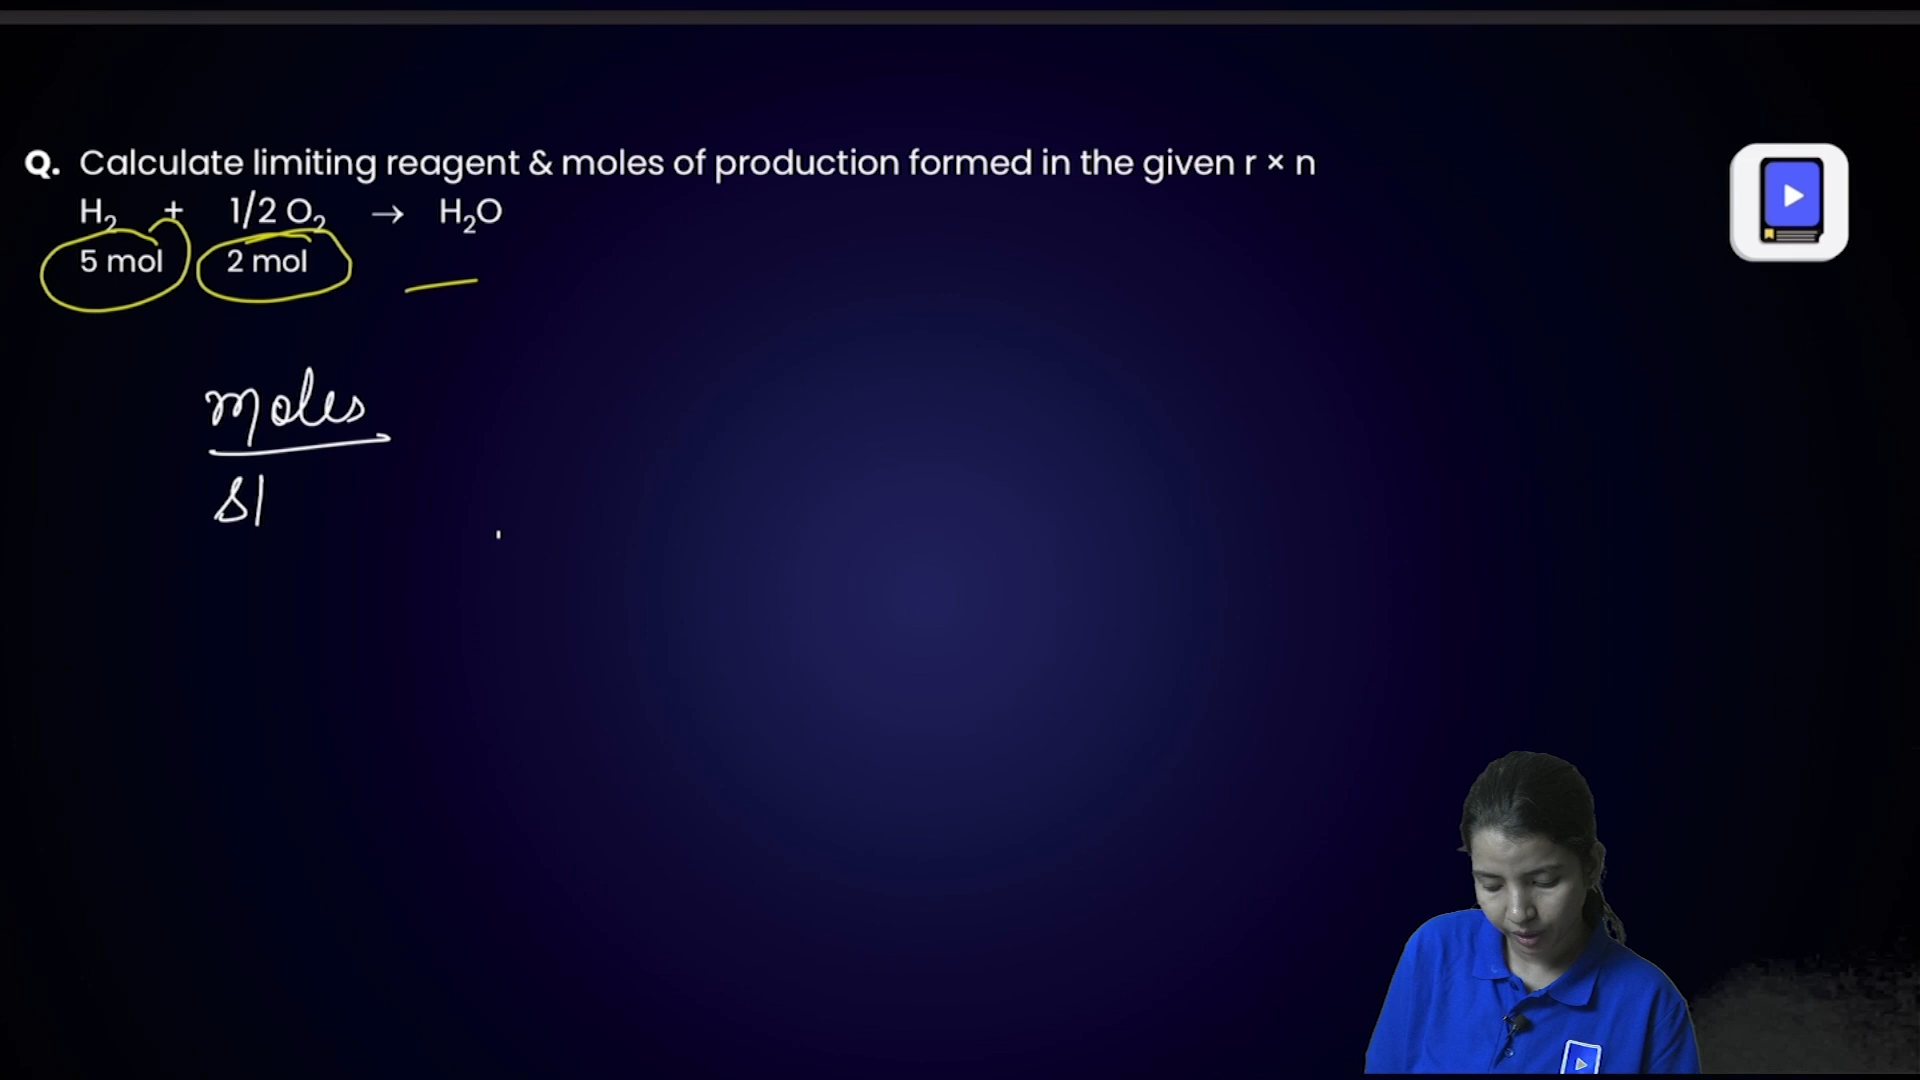 Q. Calculate limiting reagent & moles of production formed in the given r × n
H₂ + 1/2 O₂ → H₂O
5 mol 2 mol
moles